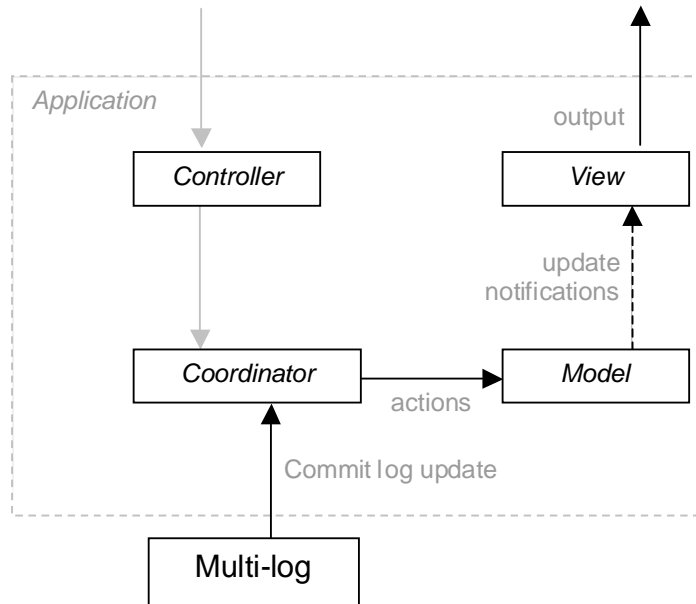 Application
output
Controller
View
update
notifications
Coordinator
Model
actions
Commit log update
Multi-log